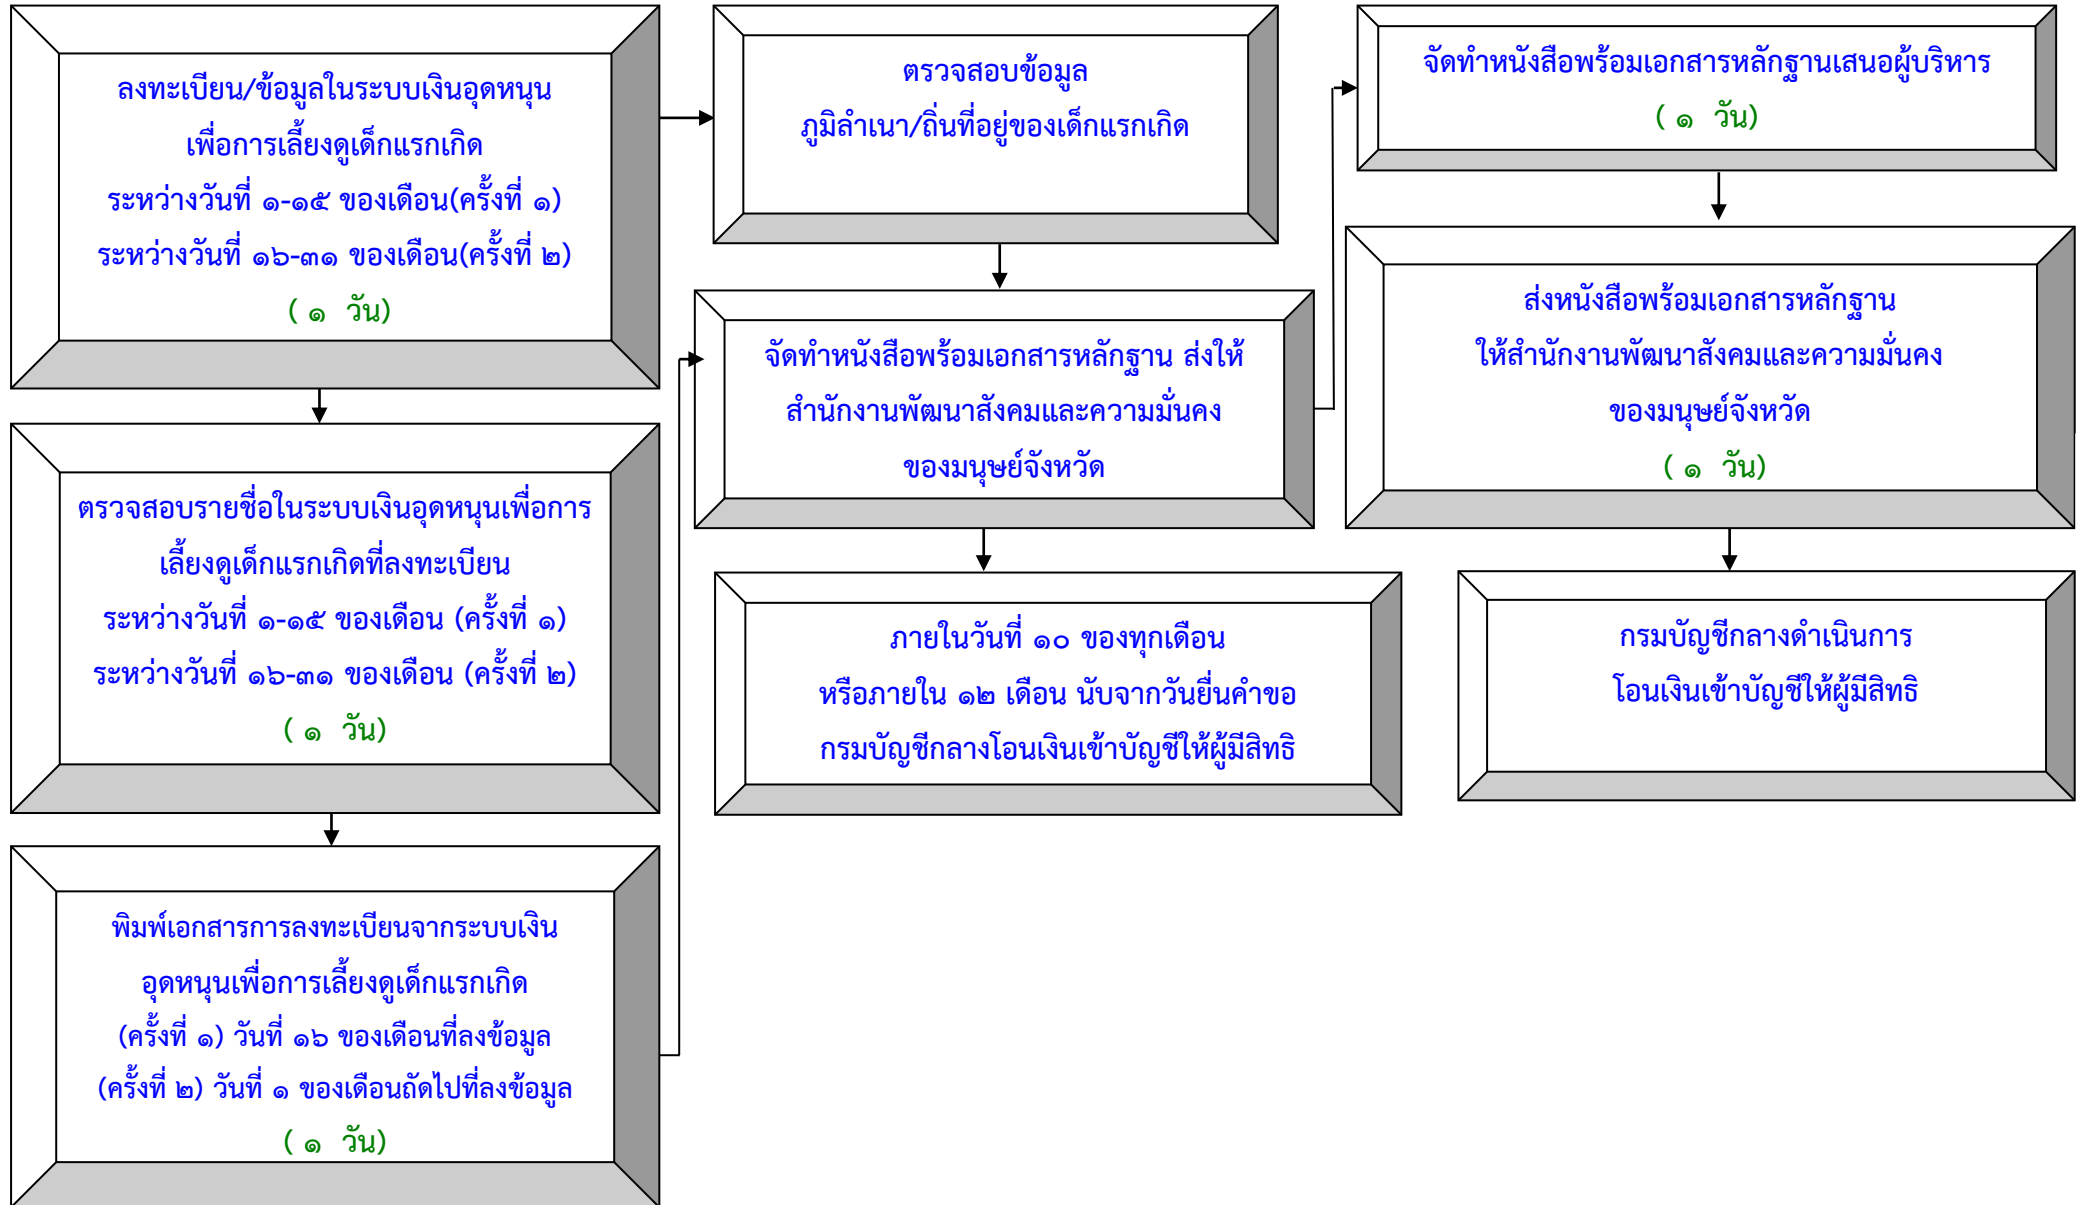 ลงทะเบียน/ข้อมูลในระบบเงินอุดหนุน
เพื่อการเลี้ยงดูเด็กแรกเกิด
ระหว่างวันที่ ๑-๑๕ ของเดือน(ครั้งที่ ๑)
ระหว่างวันที่ ๑๖-๓๑ ของเดือน(ครั้งที่ ๒)
( ๑ วัน)
ตรวจสอบรายชื่อในระบบเงินอุดหนุนเพื่อการ
เลี้ยงดูเด็กแรกเกิดที่ลงทะเบียน
ระหว่างวันที่ ๑-๑๕ ของเดือน (ครั้งที่ ๑)
ระหว่างวันที่ ๑๖-๓๑ ของเดือน (ครั้งที่ ๒)
( ๑ วัน)
พิมพ์เอกสารการลงทะเบียนจากระบบเงิน
อุดหนุนเพื่อการเลี้ยงดูเด็กแรกเกิด
(ครั้งที่ ๑) วันที่ ๑๖ ของเดือนที่ลงข้อมูล
(ครั้งที่ ๒) วันที่ ๑ ของเดือนถัดไปที่ลงข้อมูล
( ๑ วัน)
ตรวจสอบข้อมูล
ภูมิลำเนา/ถิ่นที่อยู่ของเด็กแรกเกิด
จัดทำหนังสือพร้อมเอกสารหลักฐาน ส่งให้
สำนักงานพัฒนาสังคมและความมั่นคง
ของมนุษย์จังหวัด
ภายในวันที่ ๑๐ ของทุกเดือน
หรือภายใน ๑๒ เดือน นับจากวันยื่นคำขอ
กรมบัญชีกลางโอนเงินเข้าบัญชีให้ผู้มีสิทธิ
จัดทำหนังสือพร้อมเอกสารหลักฐานเสนอผู้บริหาร
( ๑ วัน)
ส่งหนังสือพร้อมเอกสารหลักฐาน
ให้สำนักงานพัฒนาสังคมและความมั่นคง
ของมนุษย์จังหวัด
( ๑ วัน)
กรมบัญชีกลางดำเนินการ
โอนเงินเข้าบัญชีให้ผู้มีสิทธิ